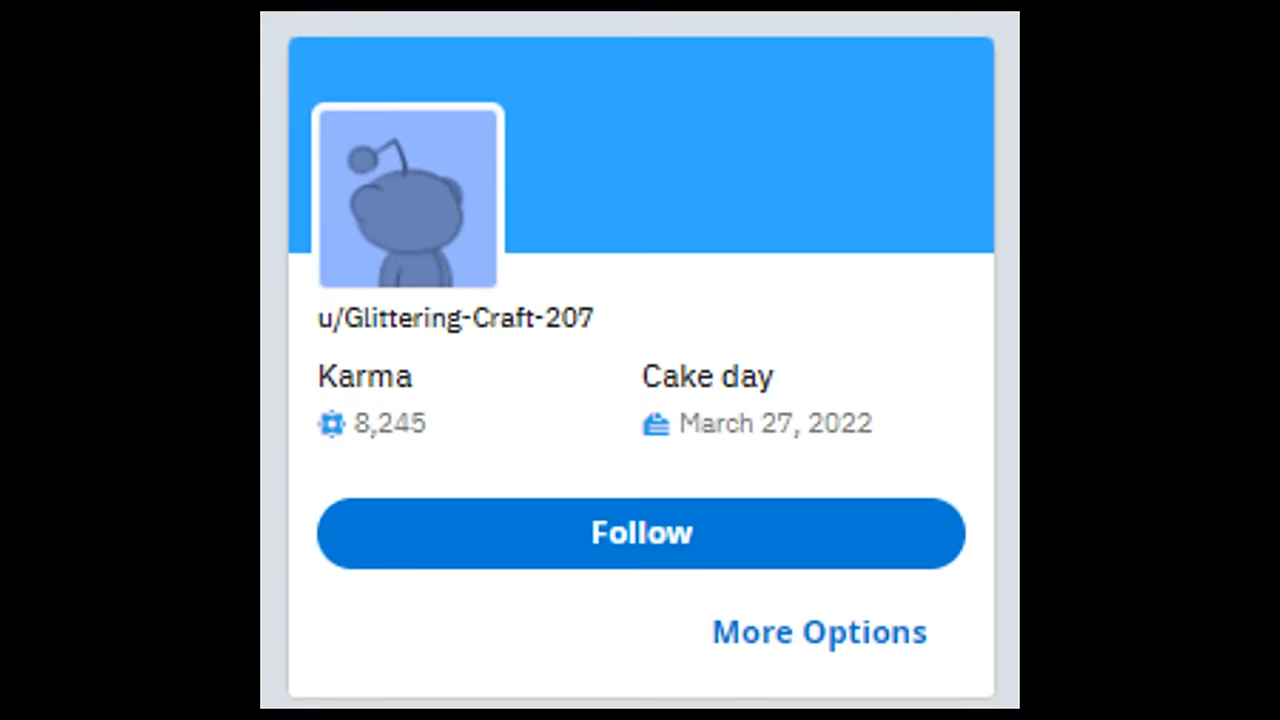 u/Glittering-Craft-207
Karma
Cake day
8,245
March 27, 2022
Follow
More Options